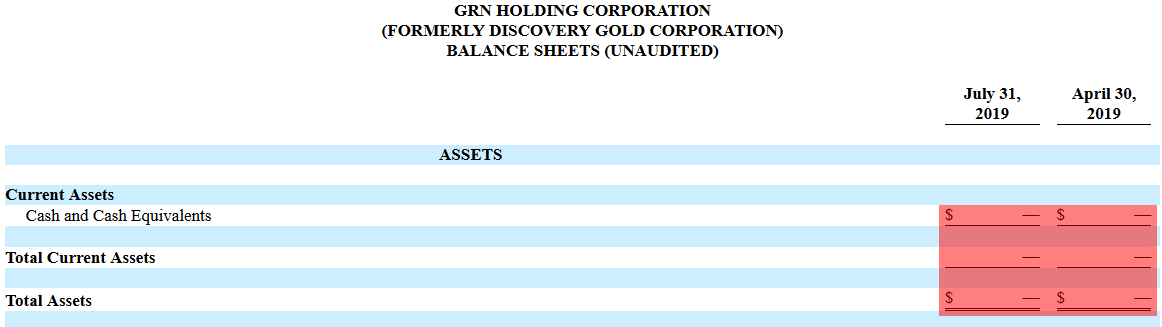 GRN HOLDING CORPORATION
(FORMERLY DISCOVERY GOLD CORPORATION)
BALANCE SHEETS (UNAUDITED)
July 31, 2019 April 30, 2019
ASSETS
Current Assets
Cash and Cash Equivalents $ — $ —
Total Current Assets — —
Total Assets $ — $ —